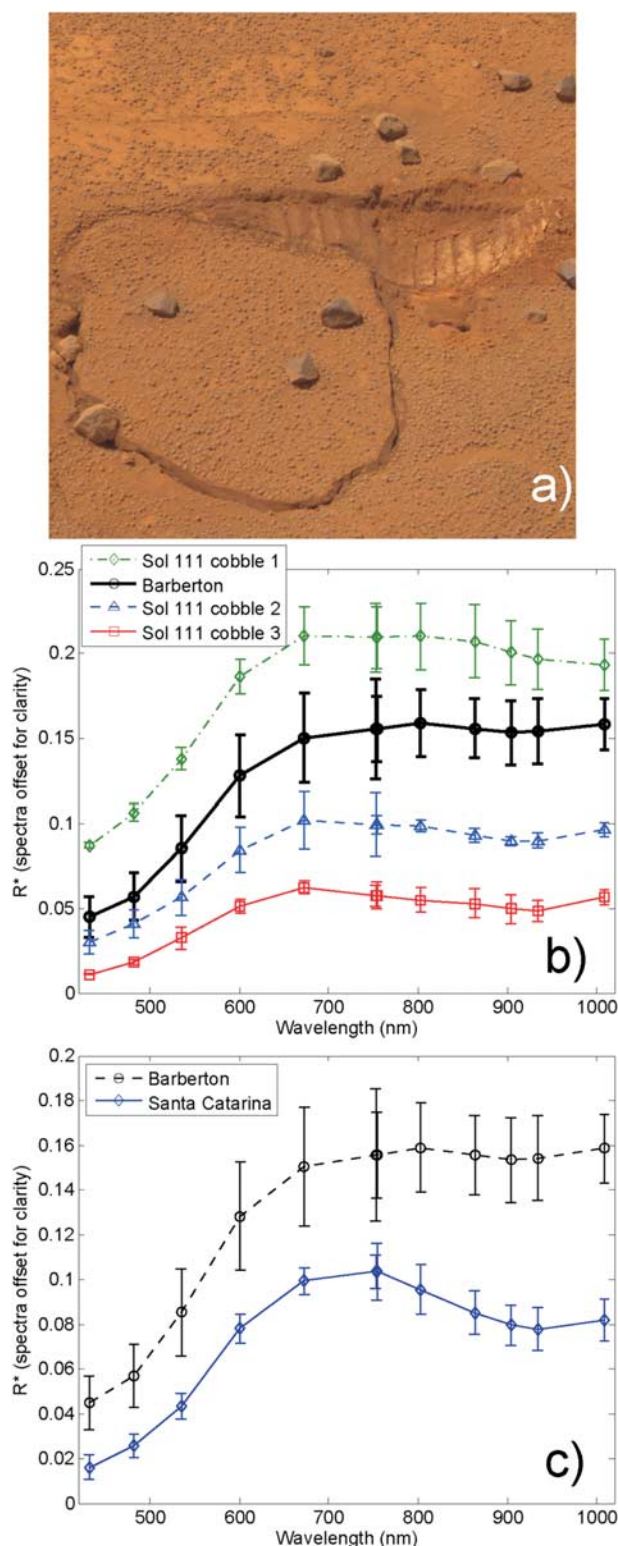 a)
Sol 111 cobble 1
Barberton
Sol 111 cobble 2
Sol 111 cobble 3
0.25
0.2
0.15
0.1
0.05
0
R* (spectra offset for clarity)
b)
500 600 700 800 900 1000
Wavelength (nm)
Barberton
Santa Catarina
0.2
0.18
0.16
0.14
0.12
0.1
0.08
0.06
0.04
0.02
0
R* (spectra offset for clarity)
c)
500 600 700 800 900 1000
Wavelength (nm)